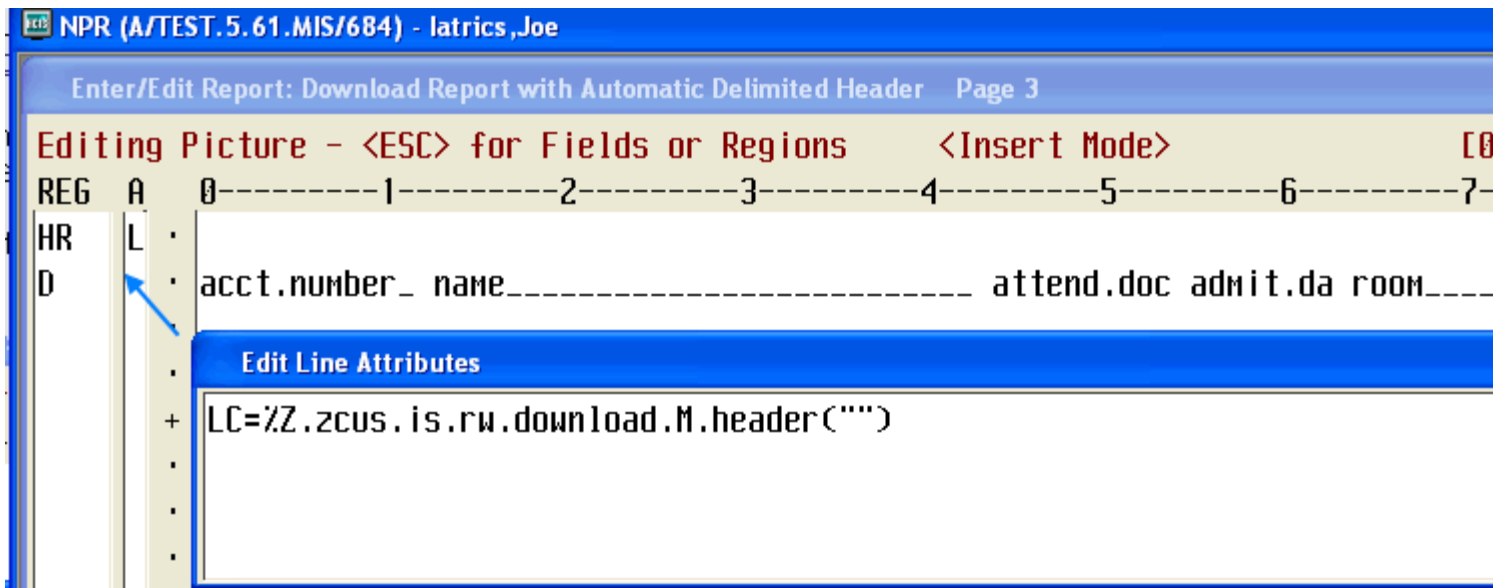 NPR (A/TEST.5.61.MIS/684) - Iatrics,Joe
Enter/Edit Report: Download Report with Automatic Delimited Header Page 3
Editing Picture - <ESC> for Fields or Regions <Insert Mode> [0
REG A 0---------1---------2---------3---------4---------5---------6---------7-
HR L .
D . acct.number_ name__________________________ attend.doc admit.da room____
Edit Line Attributes
+ LC=%Z.zcus.is.rw.download.M.header("")